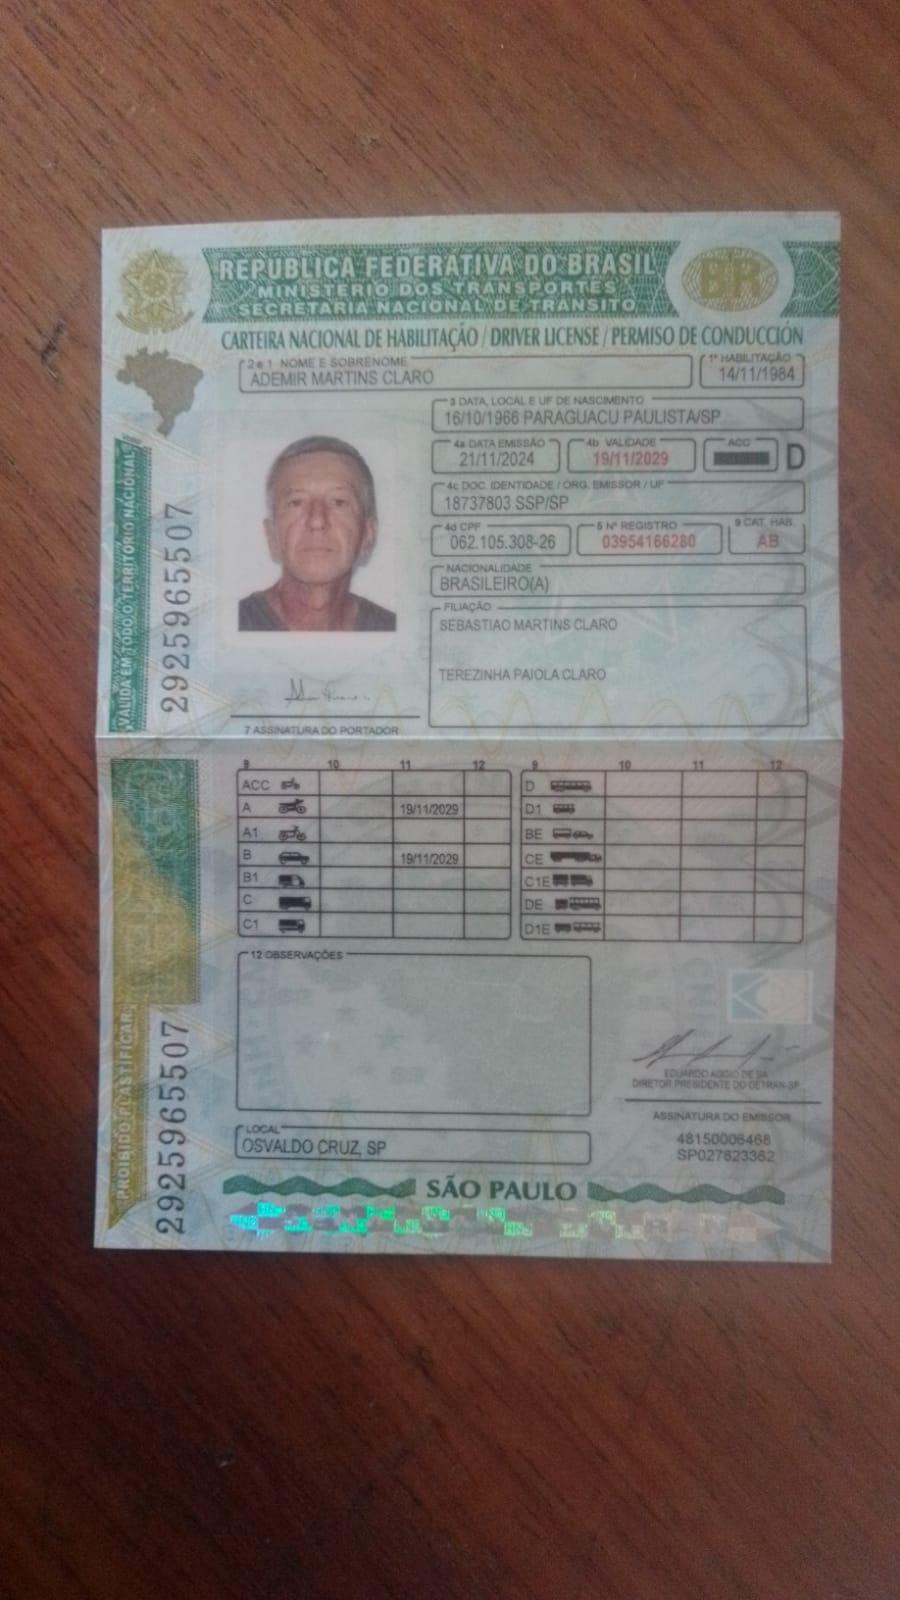 REPÚBLICA FEDERATIVA DO BRASIL
MINISTÉRIO DOS TRANSPORTES
SECRETARIA NACIONAL DE TRÂNSITO
BR
CARTEIRA NACIONAL DE HABILITAÇÃO / DRIVER LICENSE / PERMISO DE CONDUCCIÓN
2 e 1 NOME E SOBRENOME
ADEMIR MARTINS CLARO
1ª HABILITAÇÃO
14/11/1984
3 DATA, LOCAL E UF DE NASCIMENTO
16/10/1966 PARAGUACU PAULISTA/SP
4a DATA EMISSÃO
21/11/2024
4b VALIDADE
19/11/2029
ACC
D
4c DOC. IDENTIDADE / ORG. EMISSOR / UF
18737803 SSP/SP
4d CPF
062.105.308-26
5 Nº REGISTRO
03954166280
9 CAT. HAB.
AB
NACIONALIDADE
BRASILEIRO(A)
FILIAÇÃO
SEBASTIAO MARTINS CLARO
TEREZINHA PAIOLA CLARO
7 ASSINATURA DO PORTADOR
VÁLIDA EM TODO O TERRITÓRIO NACIONAL
2925965507
9 10 11 12 9 10 11 12
ACC D
A 19/11/2029 D1
A1 BE
B 19/11/2029 CE
B1 C1E
C DE
C1 D1E
12 OBSERVAÇÕES
EDUARDO AGGIO DE SA
DIRETOR PRESIDENTE DO DETRAN-SP
ASSINATURA DO EMISSOR
48150006468
SP027823362
LOCAL
OSVALDO CRUZ, SP
SÃO PAULO
PROIBIDO PLASTIFICAR
2925965507